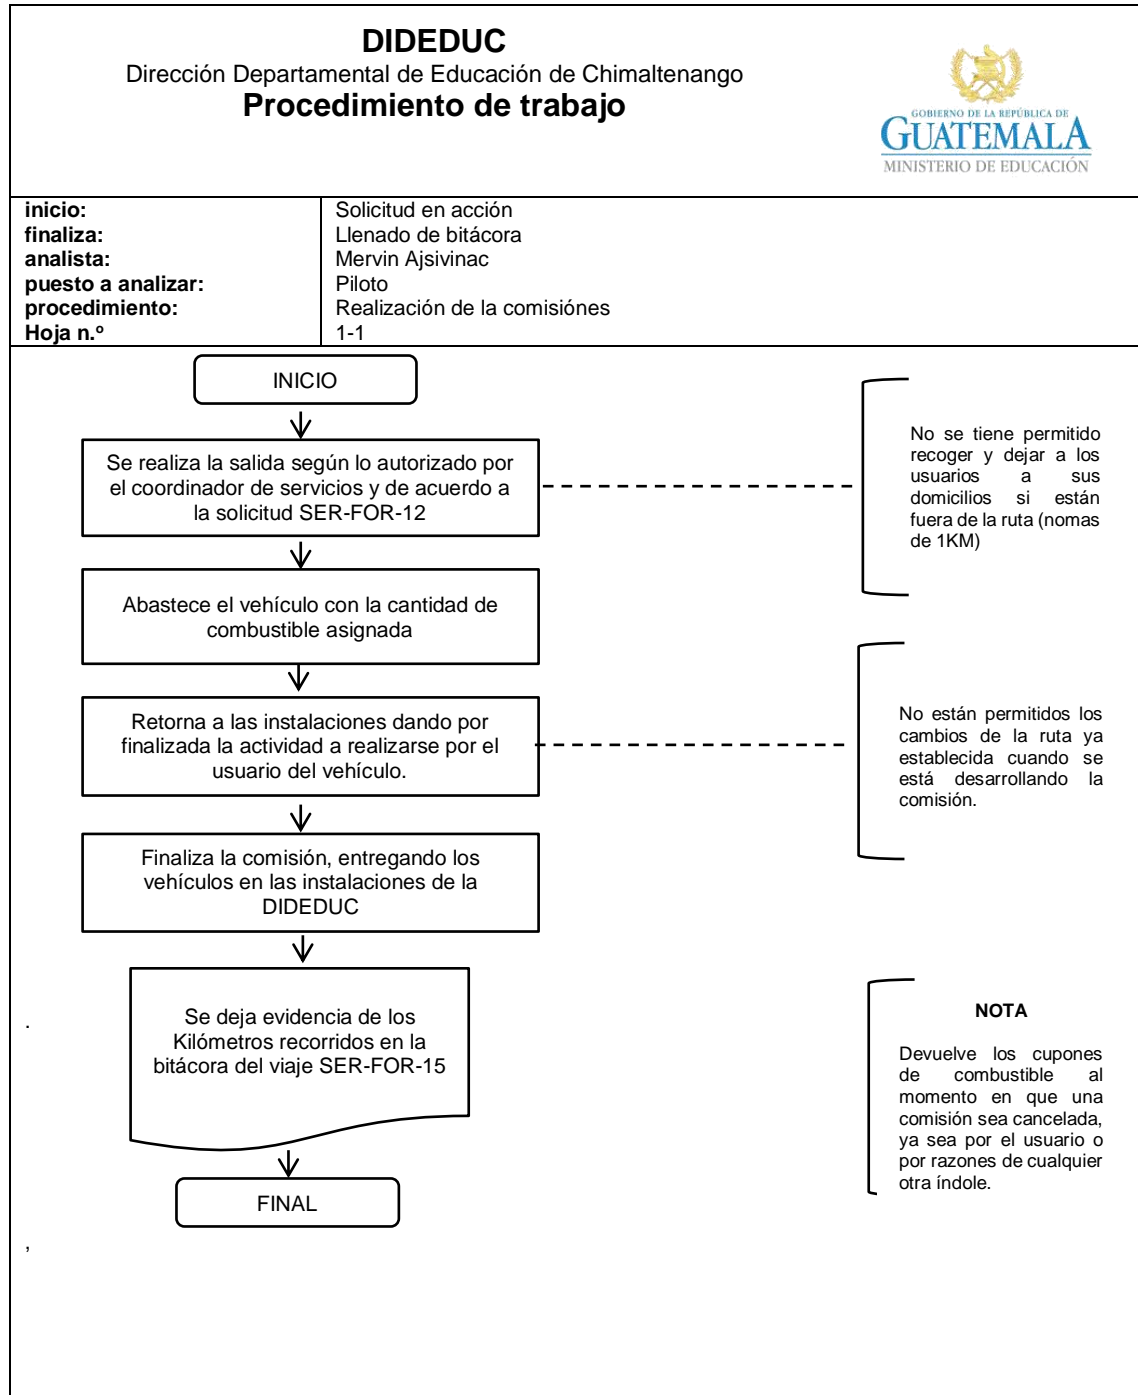 DIDEDUC
Dirección Departamental de Educación de Chimaltenango
Procedimiento de trabajo
GOBIERNO DE LA REPÚBLICA DE
GUATEMALA
MINISTERIO DE EDUCACIÓN
inicio: Solicitud en acción
finaliza: Llenado de bitácora
analista: Mervin Ajsivinac
puesto a analizar: Piloto
procedimiento: Realización de la comisiónes
Hoja n.º 1-1
INICIO
Se realiza la salida según lo autorizado por
el coordinador de servicios y de acuerdo a
la solicitud SER-FOR-12
No se tiene permitido
recoger y dejar a los
usuarios a sus
domicilios si están
fuera de la ruta (nomas
de 1KM)
Abastece el vehículo con la cantidad de
combustible asignada
Retorna a las instalaciones dando por
finalizada la actividad a realizarse por el
usuario del vehículo.
No están permitidos los
cambios de la ruta ya
establecida cuando se
está desarrollando la
comisión.
Finaliza la comisión, entregando los
vehículos en las instalaciones de la
DIDEDUC
Se deja evidencia de los
Kilómetros recorridos en la
bitácora del viaje SER-FOR-15
.
NOTA
Devuelve los cupones
de combustible al
momento en que una
comisión sea cancelada,
ya sea por el usuario o
por razones de cualquier
otra índole.
FINAL
,